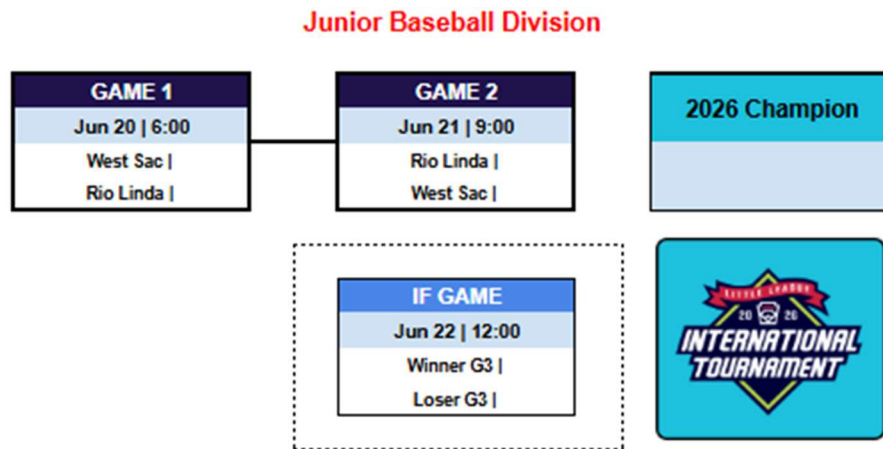 Junior Baseball Division
GAME 1
Jun 20 | 6:00
West Sac |
Rio Linda |
GAME 2
Jun 21 | 9:00
Rio Linda |
West Sac |
2026 Champion
IF GAME
Jun 22 | 12:00
Winner G3 |
Loser G3 |
LITTLE LEAGUE
20 26
INTERNATIONAL
TOURNAMENT